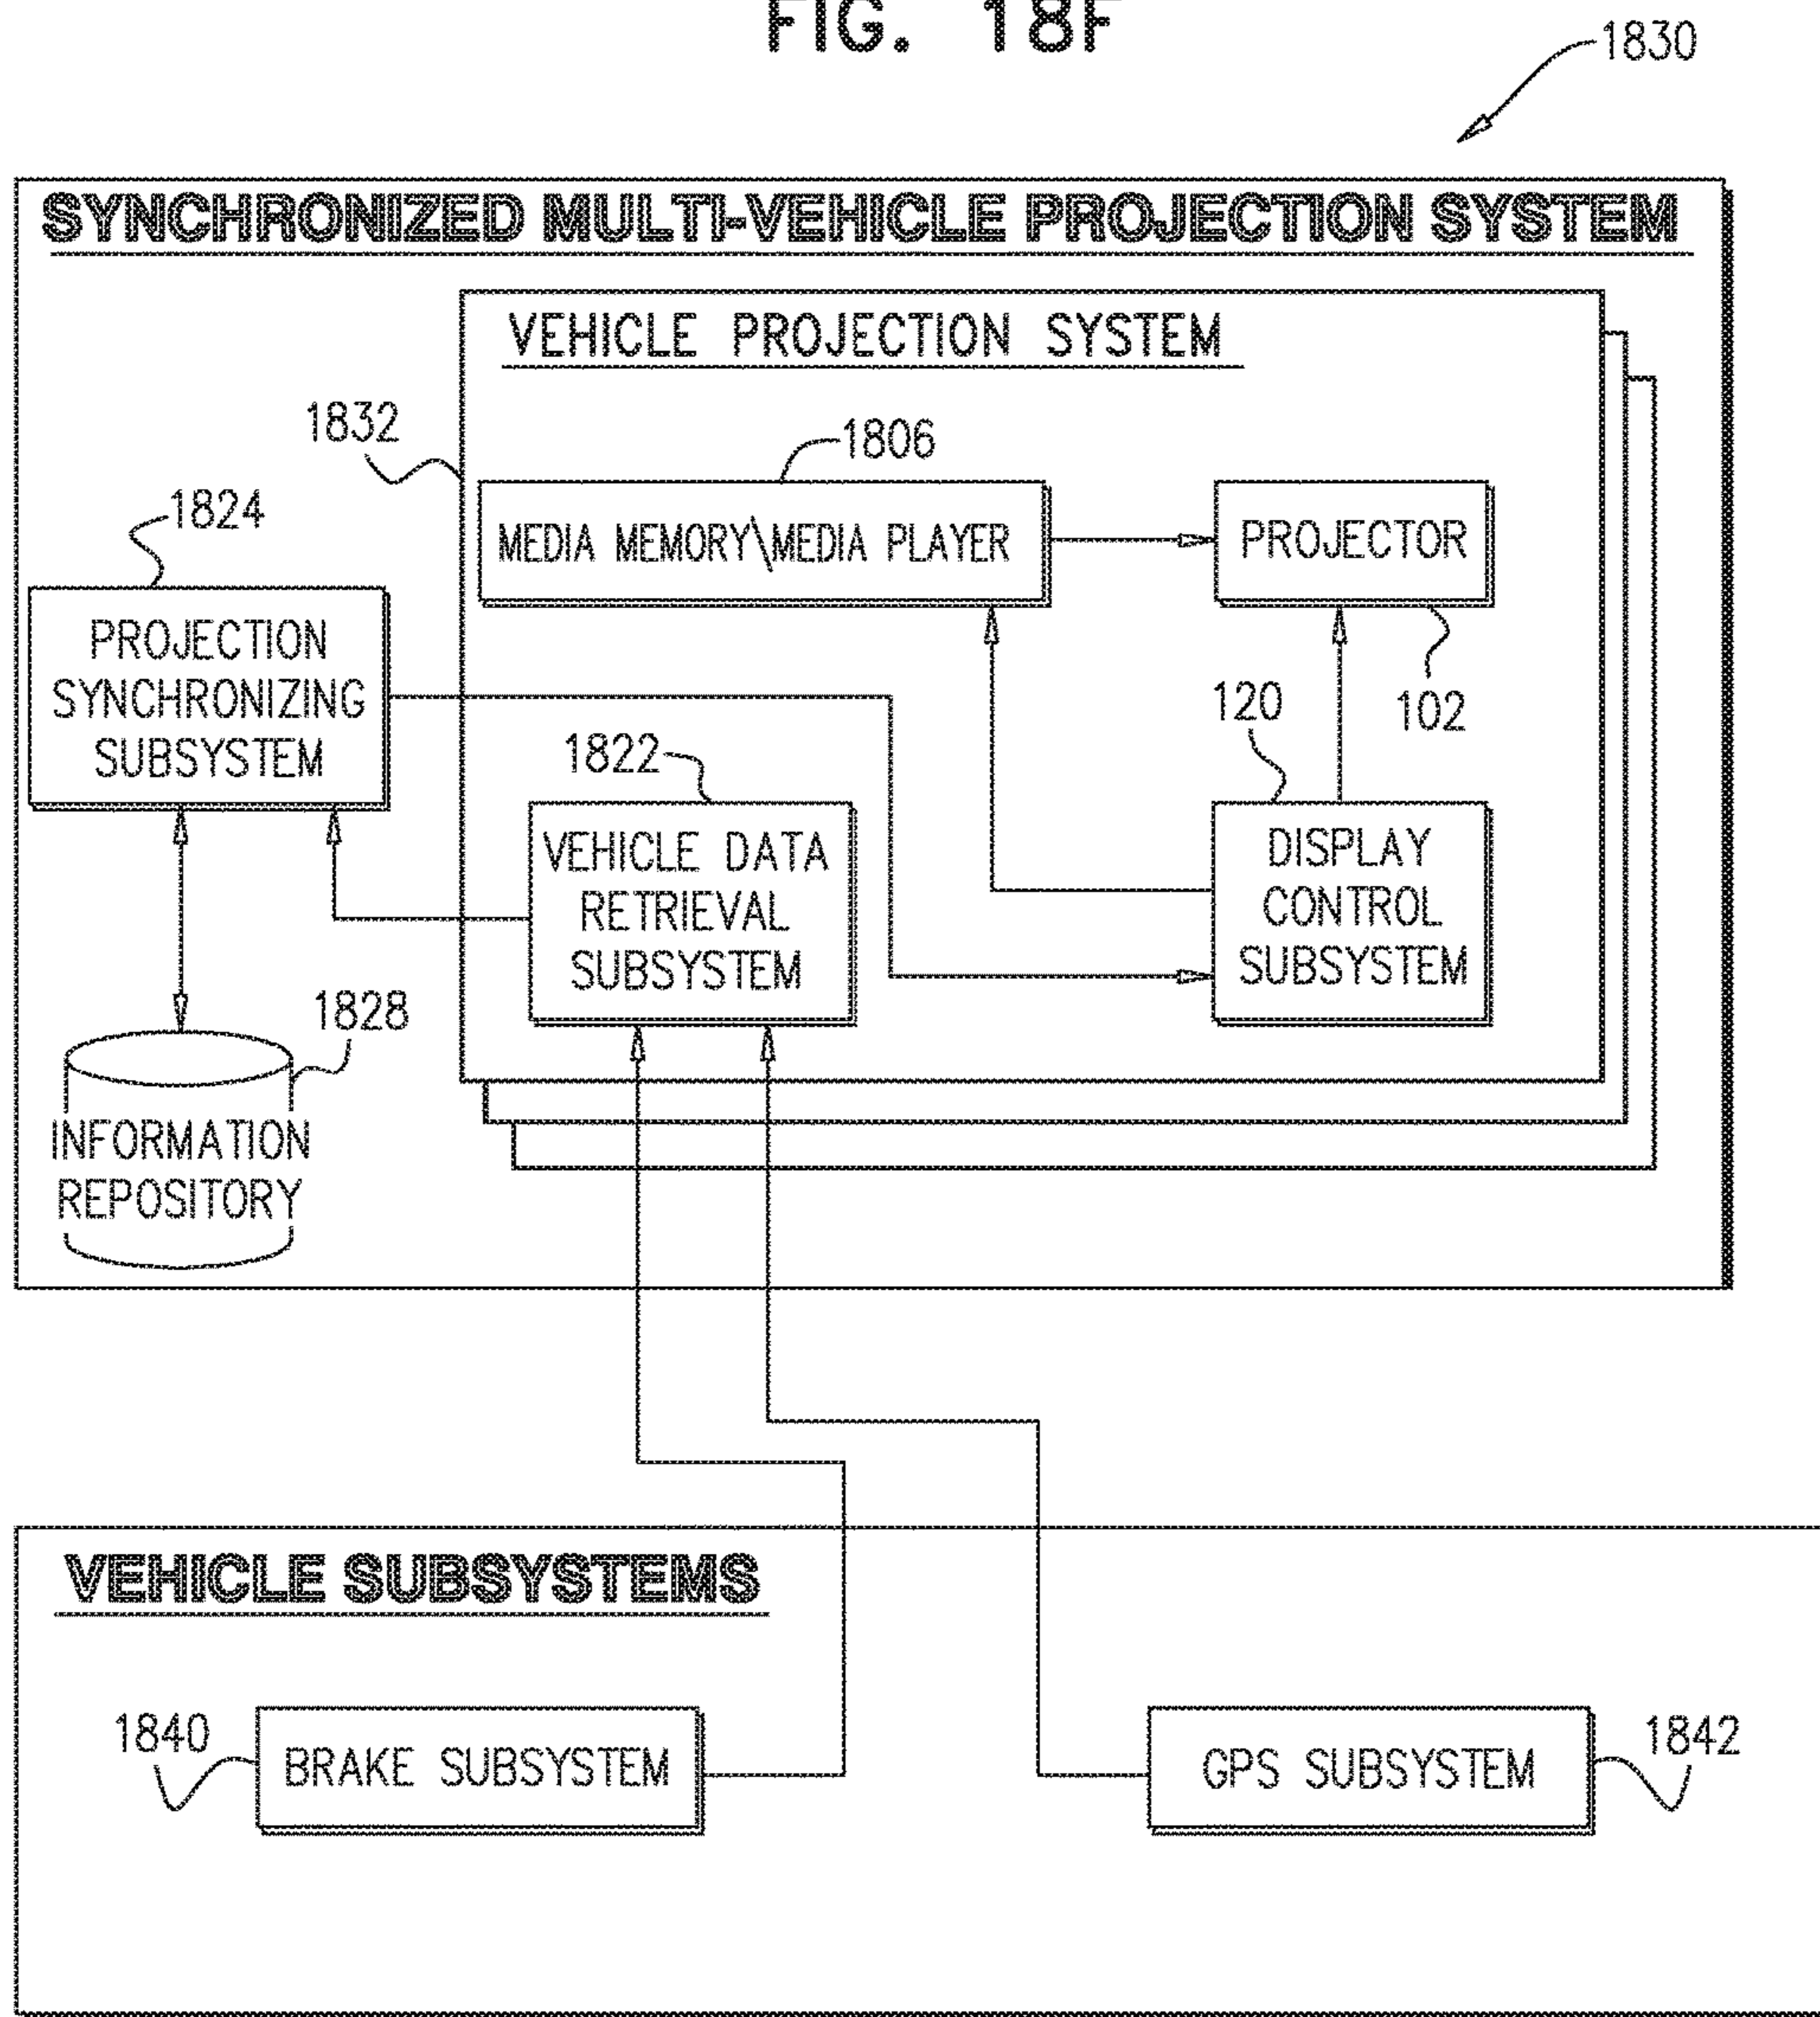 FIG. 18F
1830
SYNCHRONIZED MULTI-VEHICLE PROJECTION SYSTEM
VEHICLE PROJECTION SYSTEM
1832
1806
1824
MEDIA MEMORY\MEDIA PLAYER
PROJECTOR
PROJECTION
SYNCHRONIZING
SUBSYSTEM
120
102
1822
VEHICLE DATA
RETRIEVAL
SUBSYSTEM
DISPLAY
CONTROL
SUBSYSTEM
1828
INFORMATION
REPOSITORY
VEHICLE SUBSYSTEMS
1840
BRAKE SUBSYSTEM
GPS SUBSYSTEM
1842